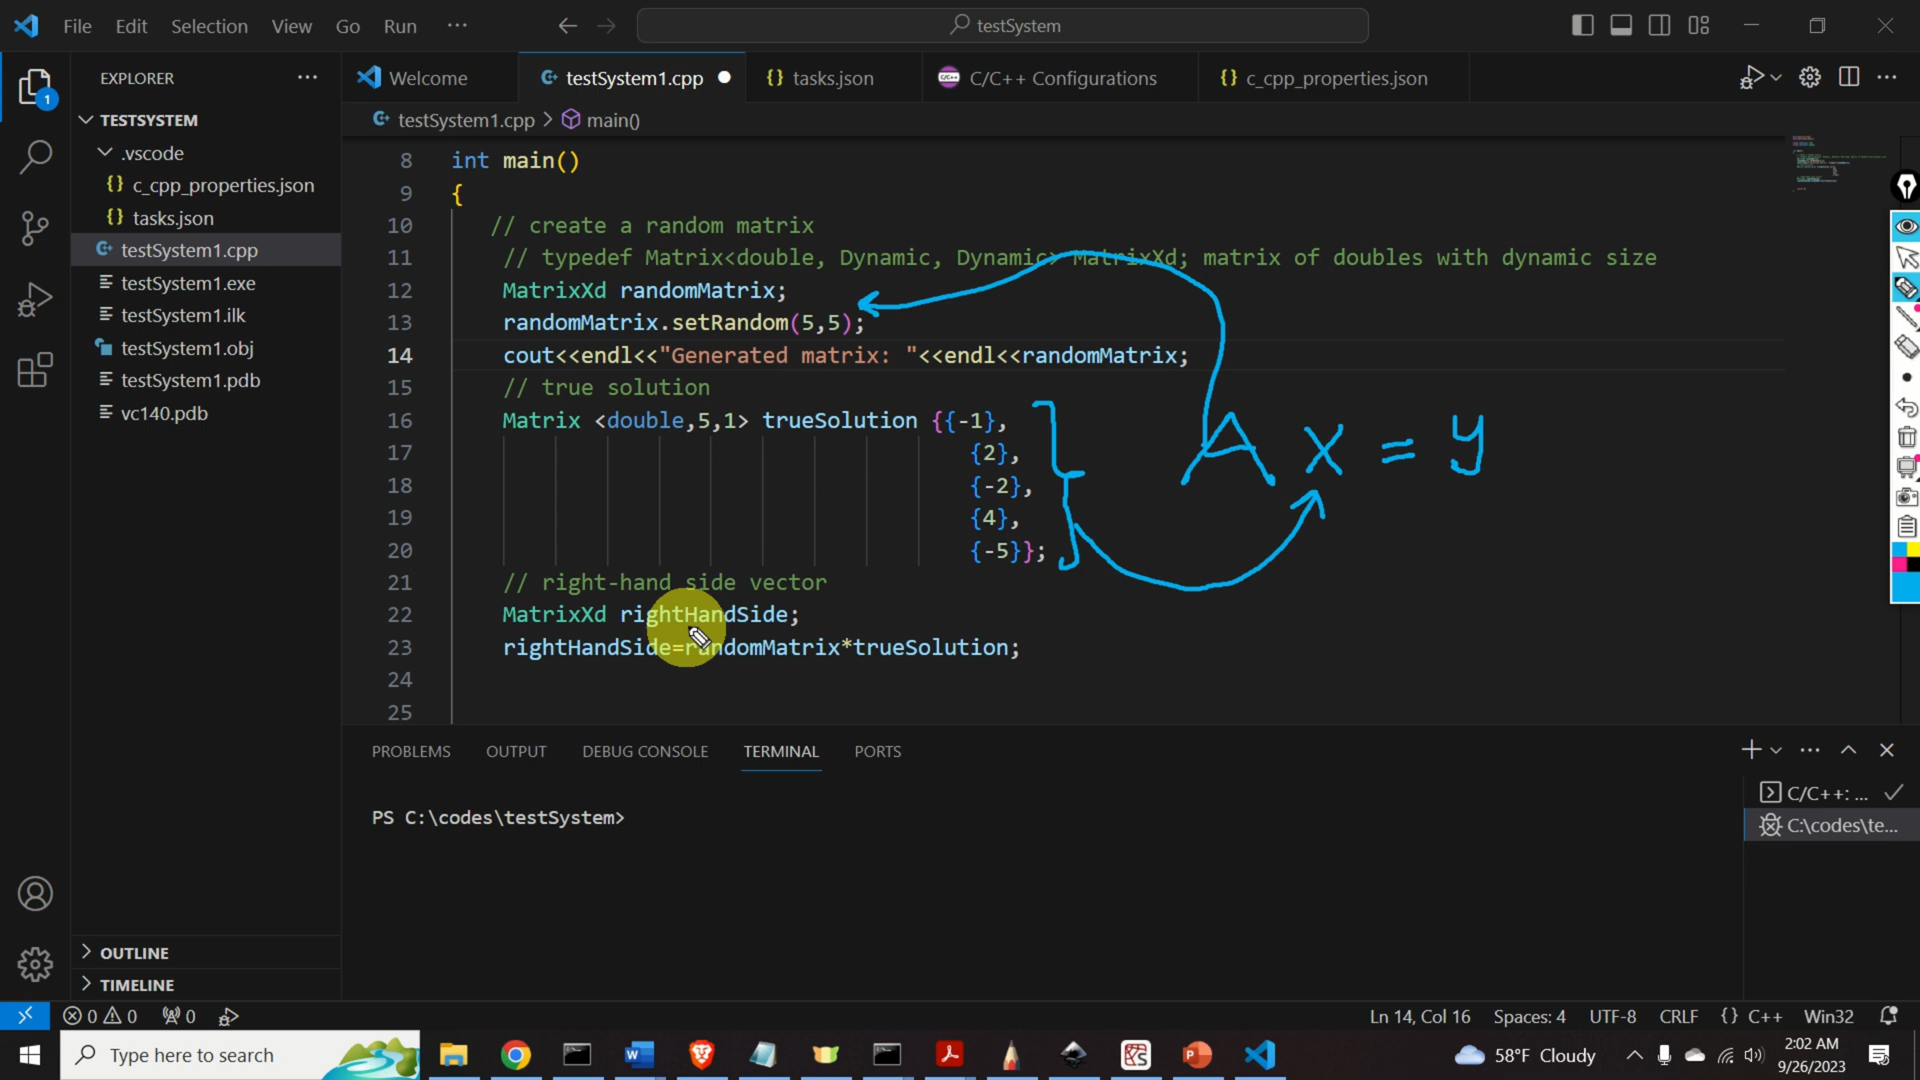 File Edit Selection View Go Run ··· testSystem
EXPLORER ···
1
TESTSYSTEM
.vscode
{} c_cpp_properties.json
{} tasks.json
testSystem1.cpp
testSystem1.exe
testSystem1.ilk
testSystem1.obj
testSystem1.pdb
vc140.pdb
OUTLINE
TIMELINE
Welcome testSystem1.cpp {} tasks.json C/C++ Configurations {} c_cpp_properties.json
testSystem1.cpp > main()
8 int main()
9 {
10 // create a random matrix
11 // typedef Matrix<double, Dynamic, Dynamic> MatrixXd; matrix of doubles with dynamic size
12 MatrixXd randomMatrix;
13 randomMatrix.setRandom(5,5);
14 cout<<endl<<"Generated matrix: "<<endl<<randomMatrix;
15 // true solution
16 Matrix <double,5,1> trueSolution {{-1},
17 {2},
18 {-2},
19 {4},
20 {-5}};
21 // right-hand side vector
22 MatrixXd rightHandSide;
23 rightHandSide=randomMatrix*trueSolution;
24
25
A x = y
PROBLEMS OUTPUT DEBUG CONSOLE TERMINAL PORTS
PS C:\codes\testSystem>
C/C++: ...
C:\codes\te...
0 0 0 Ln 14, Col 16 Spaces: 4 UTF-8 CRLF {} C++ Win32
Type here to search 58°F Cloudy 2:02 AM
9/26/2023